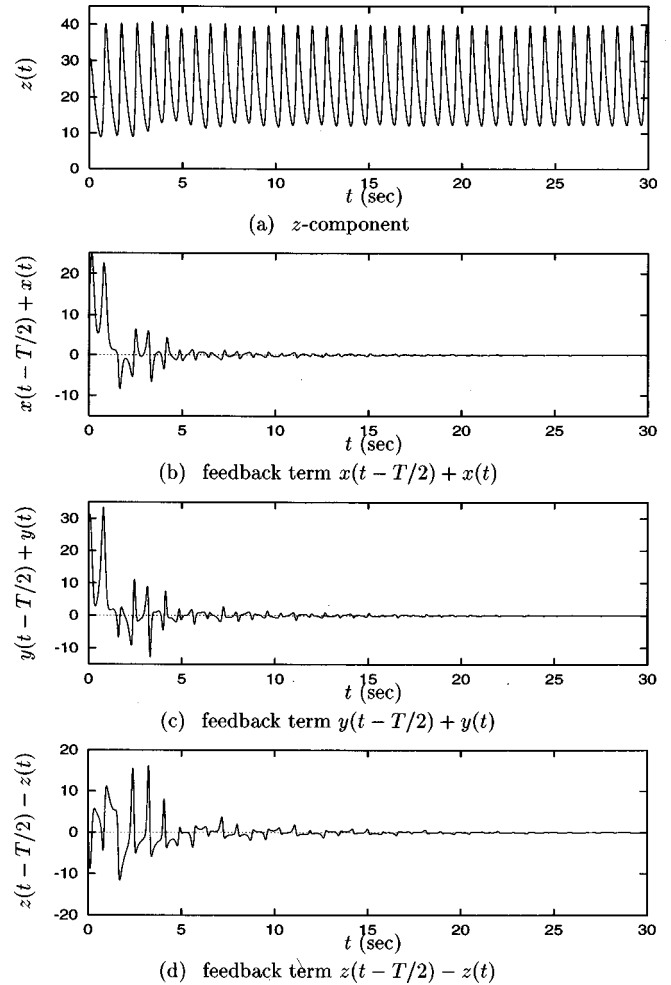 z(t)
40
30
20
10
0
0 5 10 15 20 25 30
t (sec)
(a) z-component
x(t − T/2) + x(t)
20
10
0
-10
0 5 10 15 20 25 30
t (sec)
(b) feedback term x(t − T/2) + x(t)
y(t − T/2) + y(t)
30
20
10
0
-10
0 5 10 15 20 25 30
t (sec)
(c) feedback term y(t − T/2) + y(t)
z(t − T/2) − z(t)
20
10
0
-10
-20
0 5 10 15 20 25 30
t (sec)
(d) feedback term z(t − T/2) − z(t)